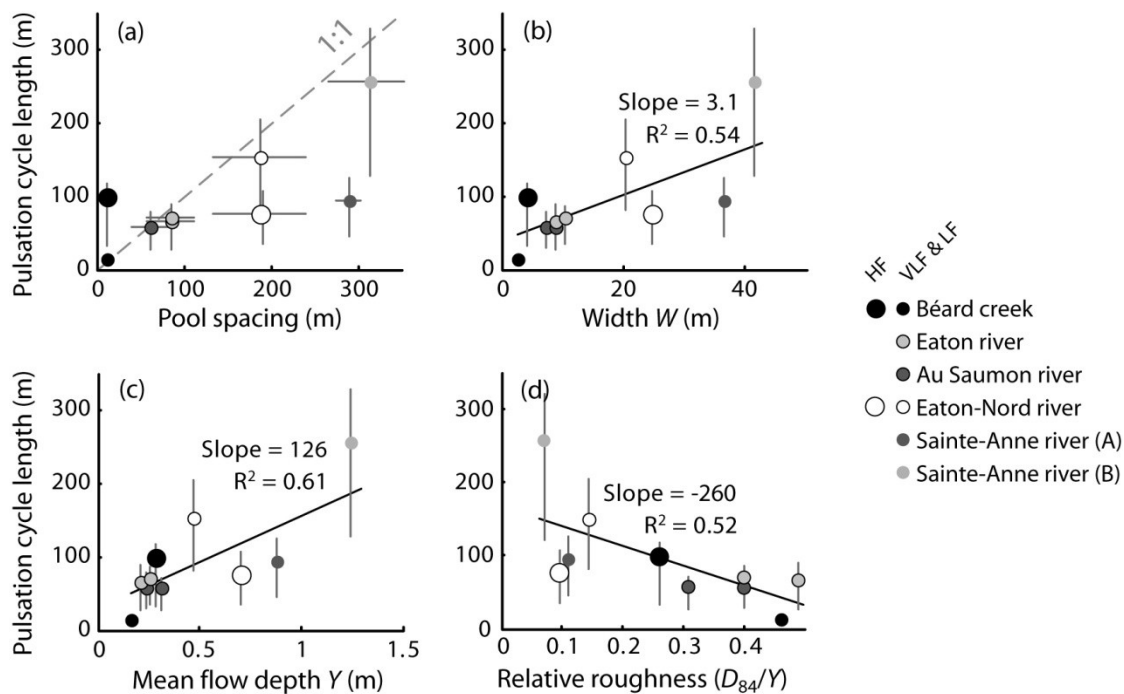 (a)
1:1
Pulsation cycle length (m)
300
200
100
0
0
100
200
300
Pool spacing (m)
(b)
Slope = 3.1
R² = 0.54
300
200
100
0
0
20
40
Width W (m)
HF
VLF & LF
Béard creek
Eaton river
Au Saumon river
Eaton-Nord river
Sainte-Anne river (A)
Sainte-Anne river (B)
(c)
Slope = 126
R² = 0.61
Pulsation cycle length (m)
300
200
100
0
0
0.5
1
1.5
Mean flow depth Y (m)
(d)
Slope = -260
R² = 0.52
300
200
100
0
0
0.1
0.2
0.3
0.4
Relative roughness (D₈₄/Y)